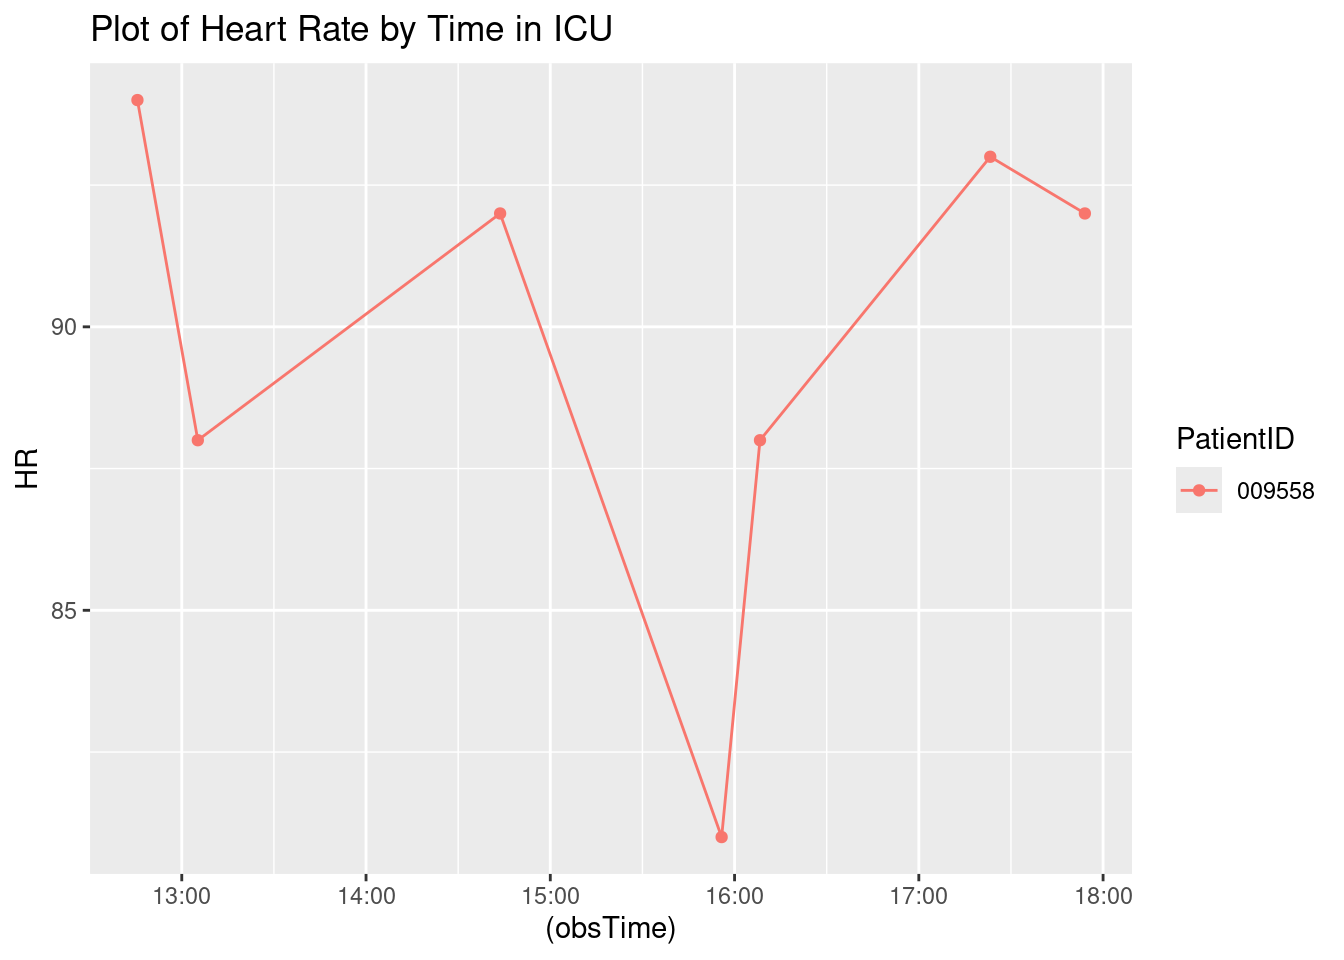 Plot of Heart Rate by Time in ICU
HR
90
85
13:00 14:00 15:00 16:00 17:00 18:00
(obsTime)
PatientID
009558